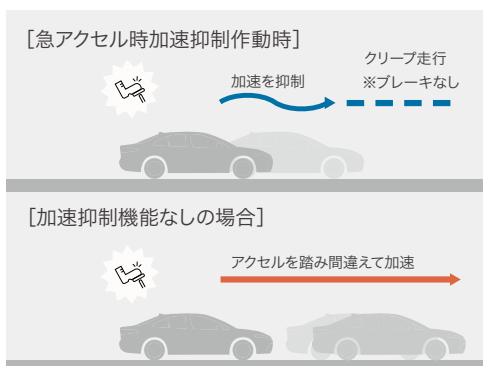 [急アクセル時加速抑制作動時]
クリープ走行
加速を抑制
※ブレーキなし
[加速抑制機能なしの場合]
アクセルを踏み間違えて加速